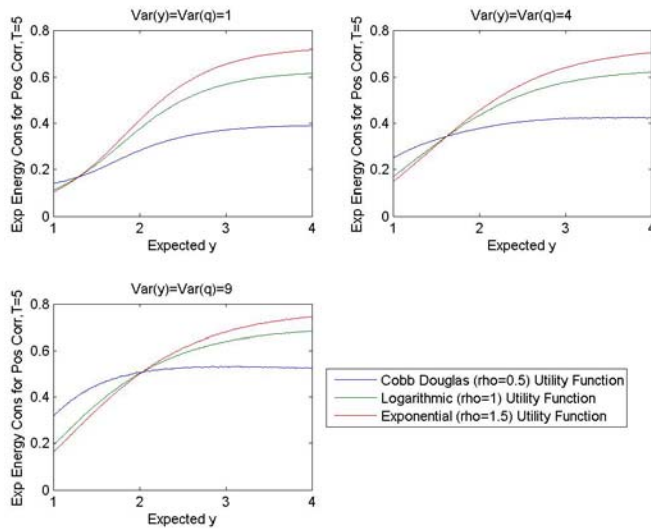 Var(y)=Var(q)=1
Exp Energy Cons for Pos Corr,T=5
0.8
0.6
0.4
0.2
0
1
2
3
4
Expected y
Var(y)=Var(q)=4
Exp Energy Cons for Pos Corr,T=5
0.8
0.6
0.4
0.2
0
1
2
3
4
Expected y
Var(y)=Var(q)=9
Exp Energy Cons for Pos Corr,T=5
0.8
0.6
0.4
0.2
0
1
2
3
4
Expected y
Cobb Douglas (rho=0.5) Utility Function
Logarithmic (rho=1) Utility Function
Exponential (rho=1.5) Utility Function